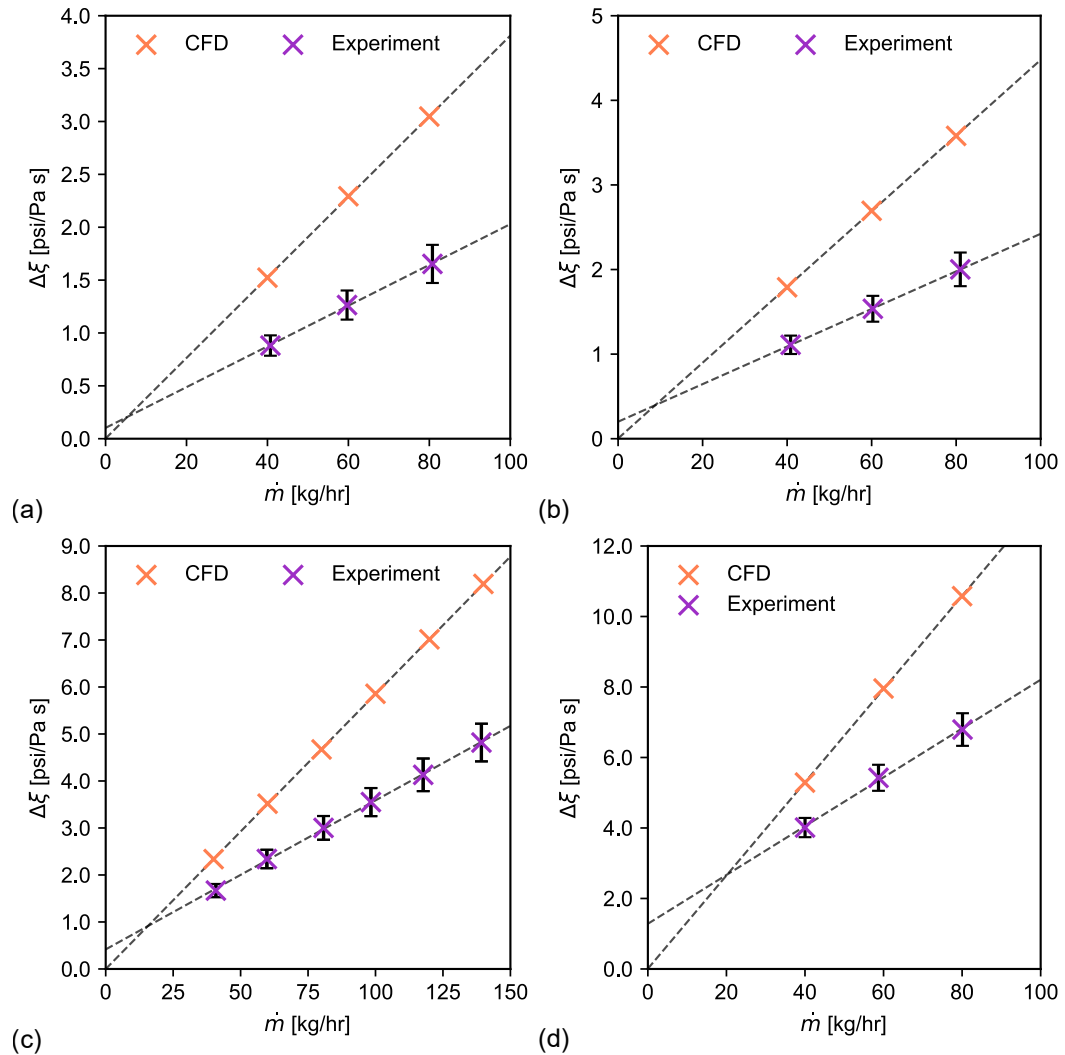 CFD Experiment
4.0
3.5
3.0
2.5
2.0
1.5
1.0
0.5
0.0
Δξ [psi/Pa s]
0 20 40 60 80 100
ṁ [kg/hr]
(a)
CFD Experiment
5
4
3
2
1
0
Δξ [psi/Pa s]
0 20 40 60 80 100
ṁ [kg/hr]
(b)
CFD Experiment
9.0
8.0
7.0
6.0
5.0
4.0
3.0
2.0
1.0
0.0
Δξ [psi/Pa s]
0 25 50 75 100 125 150
ṁ [kg/hr]
(c)
CFD
Experiment
12.0
10.0
8.0
6.0
4.0
2.0
0.0
Δξ [psi/Pa s]
0 20 40 60 80 100
ṁ [kg/hr]
(d)